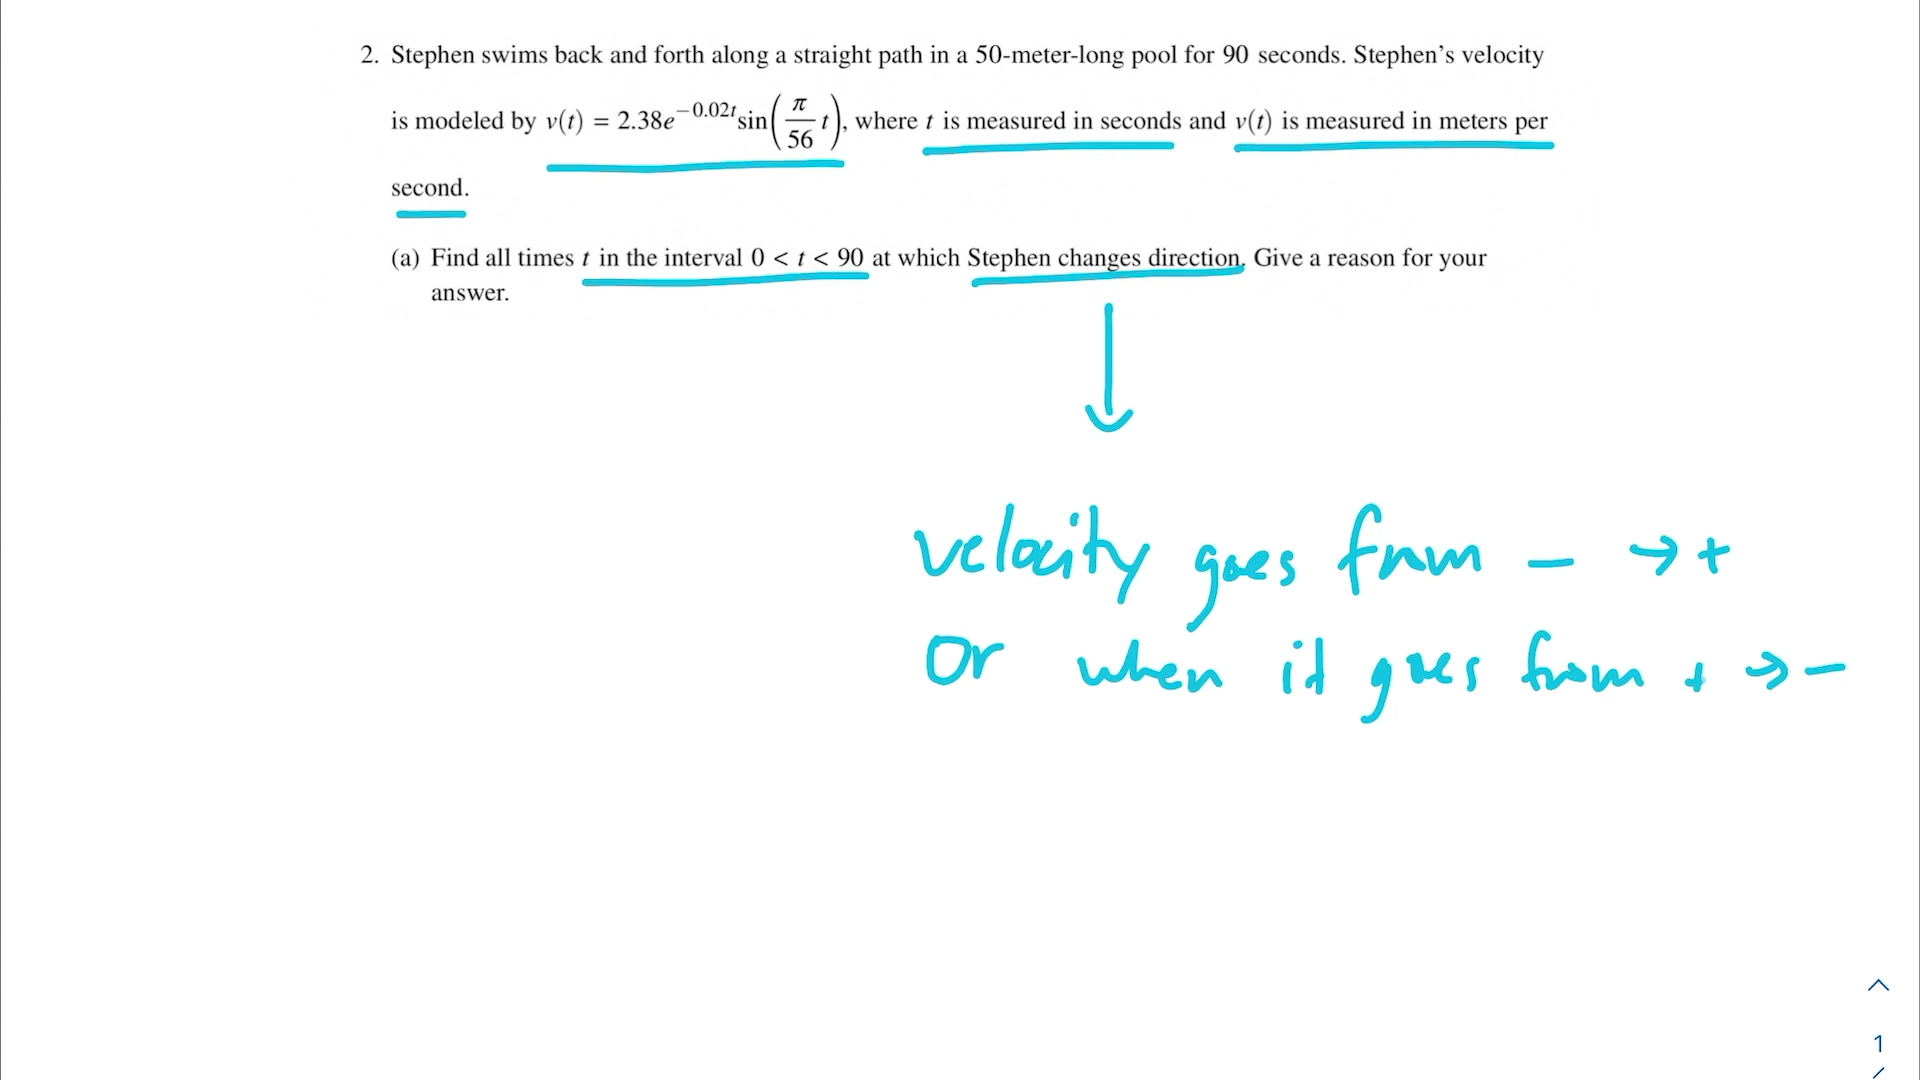 2. Stephen swims back and forth along a straight path in a 50-meter-long pool for 90 seconds. Stephen's velocity
is modeled by v(t) = 2.38e^{-0.02t} sin(π/56 t), where t is measured in seconds and v(t) is measured in meters per
second.
(a) Find all times t in the interval 0 < t < 90 at which Stephen changes direction. Give a reason for your
answer.
velocity goes from - → +
Or when it goes from + → -
1